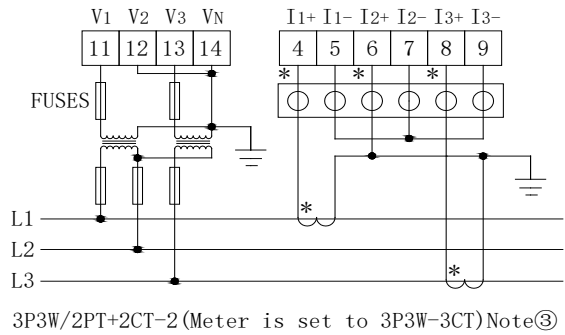 V1 V2 V3 VN I1+ I1- I2+ I2- I3+ I3-
11 12 13 14 4 5 6 7 8 9
* * *
FUSES
*
L1
L2
*
L3
3P3W/2PT+2CT-2(Meter is set to 3P3W-3CT)Note③